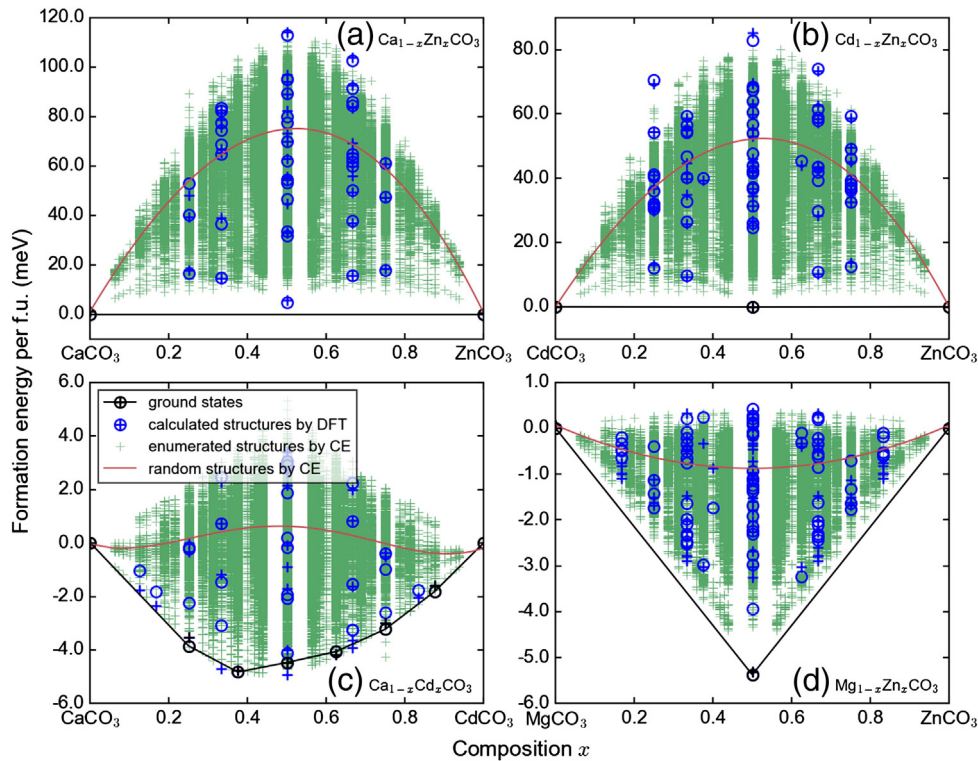 120.0
100.0
80.0
60.0
40.0
20.0
0.0
(a) Ca₁₋ₓZnₓCO₃
CaCO₃ 0.2 0.4 0.6 0.8 ZnCO₃
80.0
60.0
40.0
20.0
0.0
(b) Cd₁₋ₓZnₓCO₃
CdCO₃ 0.2 0.4 0.6 0.8 ZnCO₃
Formation energy per f.u. (meV)
6.0
4.0
2.0
0.0
-2.0
-4.0
-6.0
ground states
calculated structures by DFT
enumerated structures by CE
random structures by CE
(c) Ca₁₋ₓCdₓCO₃
CaCO₃ 0.2 0.4 0.6 0.8 CdCO₃
1.0
0.0
-1.0
-2.0
-3.0
-4.0
-5.0
-6.0
(d) Mg₁₋ₓZnₓCO₃
MgCO₃ 0.2 0.4 0.6 0.8 ZnCO₃
Composition x